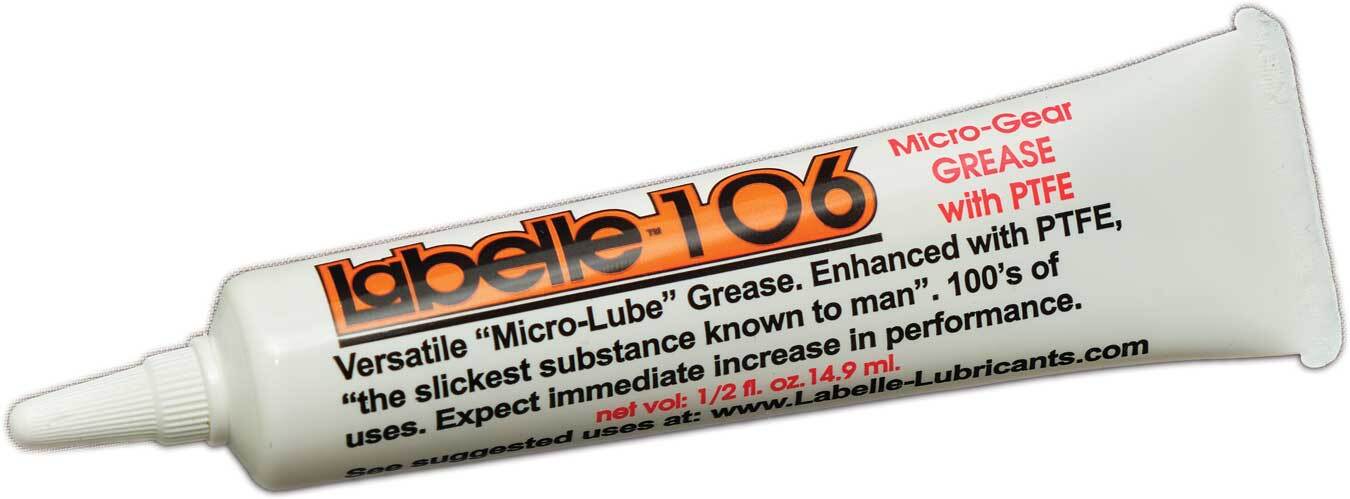 Labelle™106
Micro-Gear
GREASE
with PTFE
Versatile “Micro-Lube” Grease. Enhanced with PTFE,
“the slickest substance known to man”. 100’s of
uses. Expect immediate increase in performance.
net vol: 1/2 fl. oz.14.9 ml.
See suggested uses at: www.Labelle-Lubricants.com